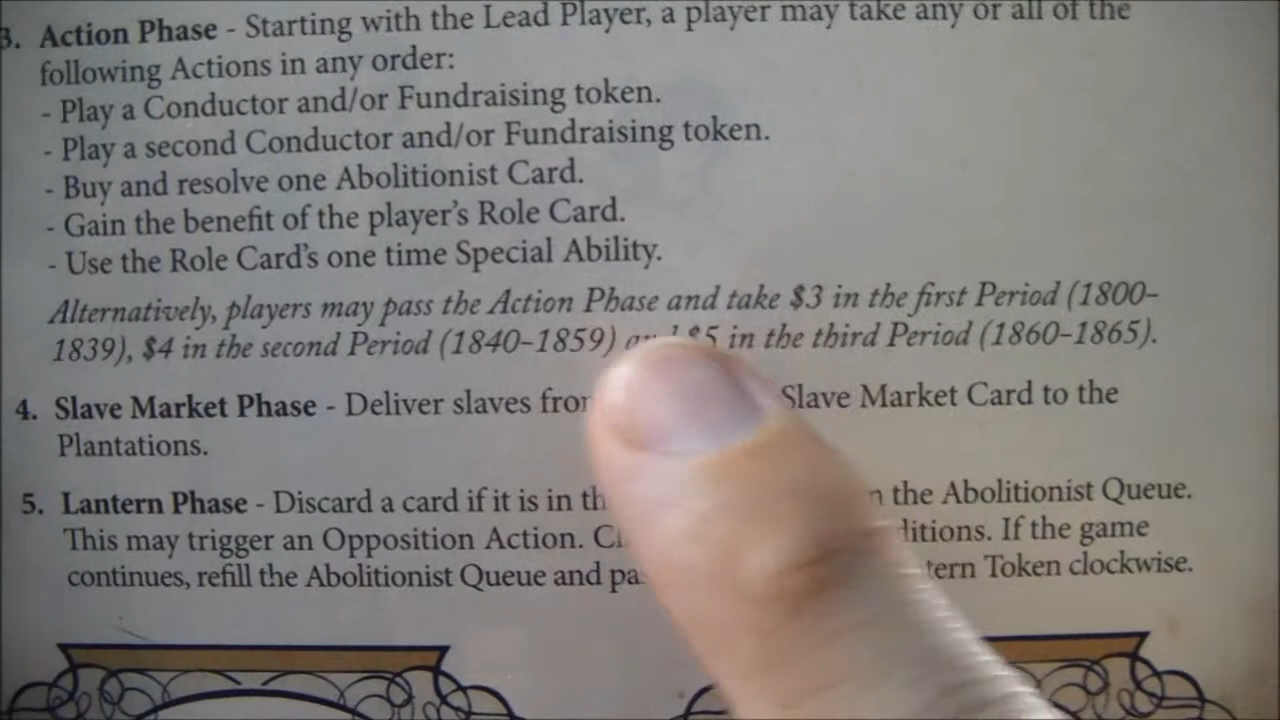 3. Action Phase - Starting with the Lead Player, a player may take any or all of the
following Actions in any order:
- Play a Conductor and/or Fundraising token.
- Play a second Conductor and/or Fundraising token.
- Buy and resolve one Abolitionist Card.
- Gain the benefit of the player's Role Card.
- Use the Role Card's one time Special Ability.
Alternatively, players may pass the Action Phase and take $3 in the first Period (1800–
1839), $4 in the second Period (1840–1859) $5 in the third Period (1860–1865).
4. Slave Market Phase - Deliver slaves Slave Market Card to the
Plantations.
5. Lantern Phase - Discard a card if it is in the Abolitionist Queue.
This may trigger an Opposition Action. If the game
continues, refill the Abolitionist Queue and Token clockwise.